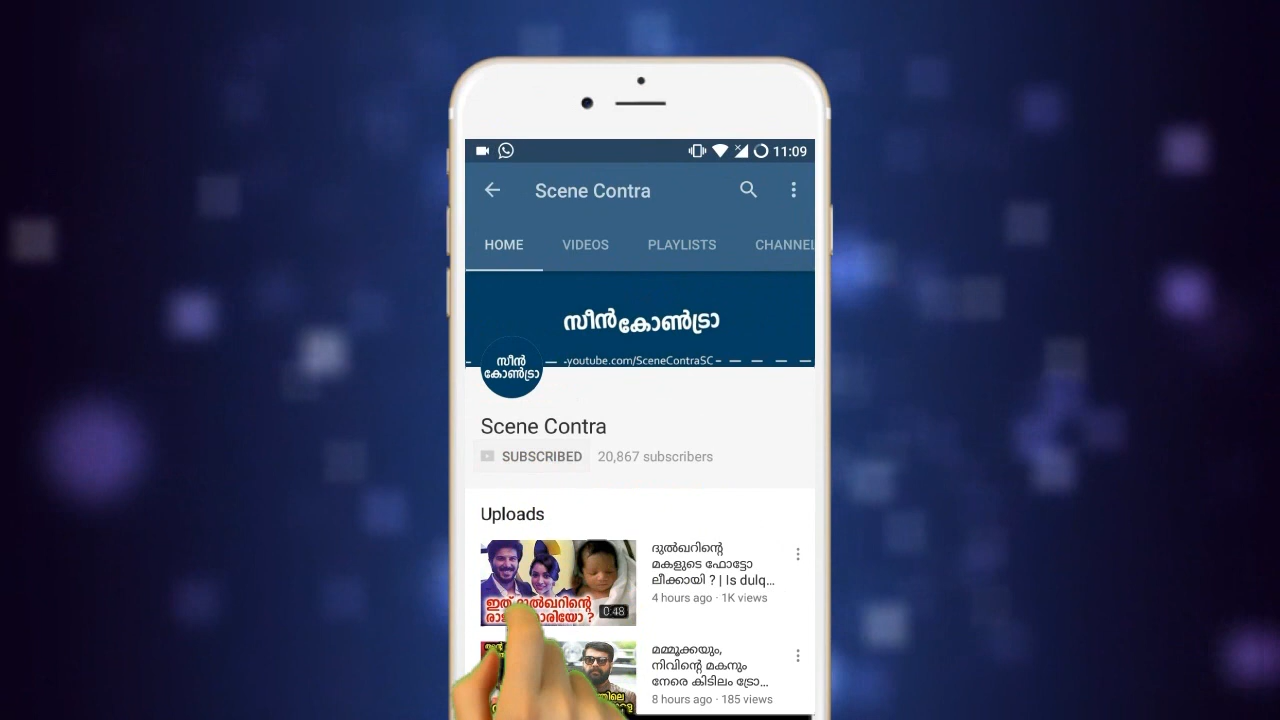 11:09
Scene Contra
HOME VIDEOS PLAYLISTS CHANNEL
സീൻ കോൺട്രാ
youtube.com/SceneContraSC
സീൻ
കോൺട്രാ
Scene Contra
SUBSCRIBED 20,867 subscribers
Uploads
ഇത്
0:48
ദുൽഖറിന്റെ
മകളുടെ ഫോട്ടോ
ലീക്കായി ? | Is dulq...
4 hours ago · 1K views
മമ്മൂക്കയും,
നിവിന്റെ മകനും
നേരെ കിടിലം ട്രോ...
8 hours ago · 185 views